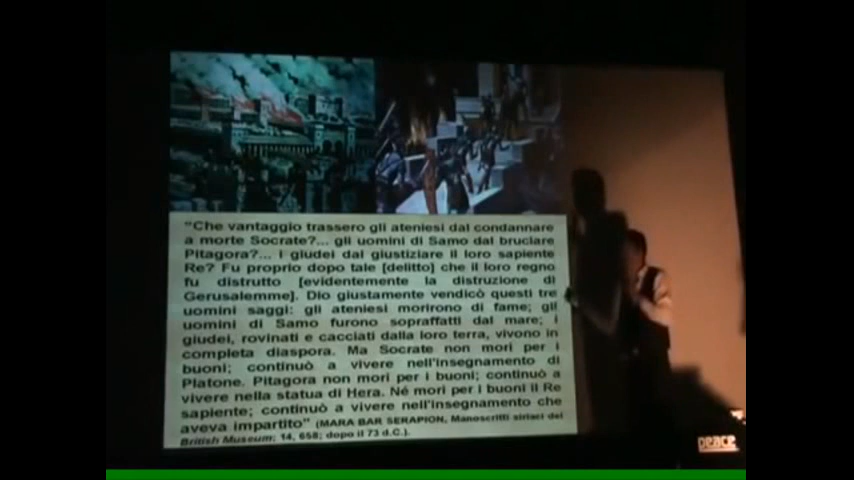 "Che vantaggio trassero gli ateniesi dal condannare
a morte Socrate?... gli uomini di Samo dal bruciare
Pitagora?... i giudei dal giustiziare il loro sapiente
Re? Fu proprio dopo tale [delitto] che il loro regno
fu distrutto [evidentemente la distruzione di
Gerusalemme]. Dio giustamente vendicò questi tre
uomini saggi: gli ateniesi morirono di fame; gli
uomini di Samo furono sopraffatti dal mare; i
giudei, rovinati e cacciati dalla loro terra, vivono in
completa diaspora. Ma Socrate non morì per i
buoni; continuò a vivere nell'insegnamento di
Platone. Pitagora non morì per i buoni; continuò a
vivere nella statua di Hera. Né morì per i buoni il Re
sapiente; continuò a vivere nell'insegnamento che
aveva impartito" (MARA BAR SERAPION, Manoscritti siriaci del
British Museum; 14, 658; dopo il 73 d.C.).
peace